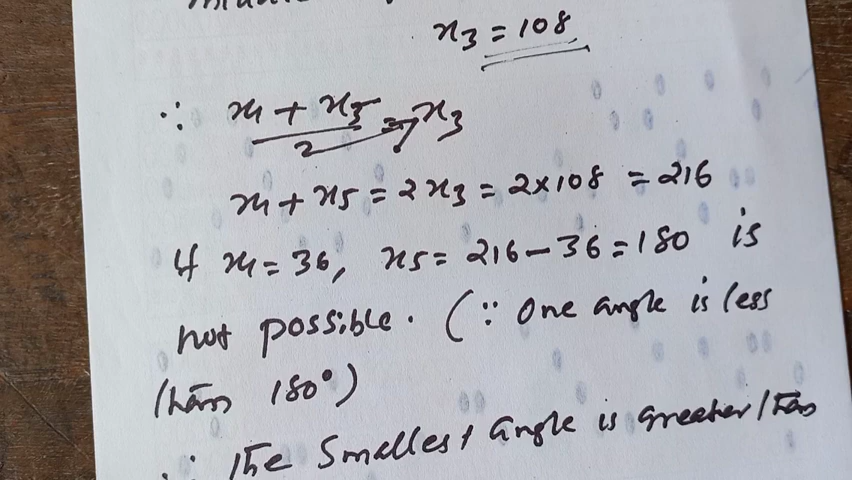 x₃ = 108
∴ x₁ + x₅ / 2 = x₃
x₁ + x₅ = 2x₃ = 2×108 = 216
If x₁ = 36, x₅ = 216 – 36 = 180 is
not possible. (∵ One angle is less
than 180°)
∴ The smallest angle is greater than